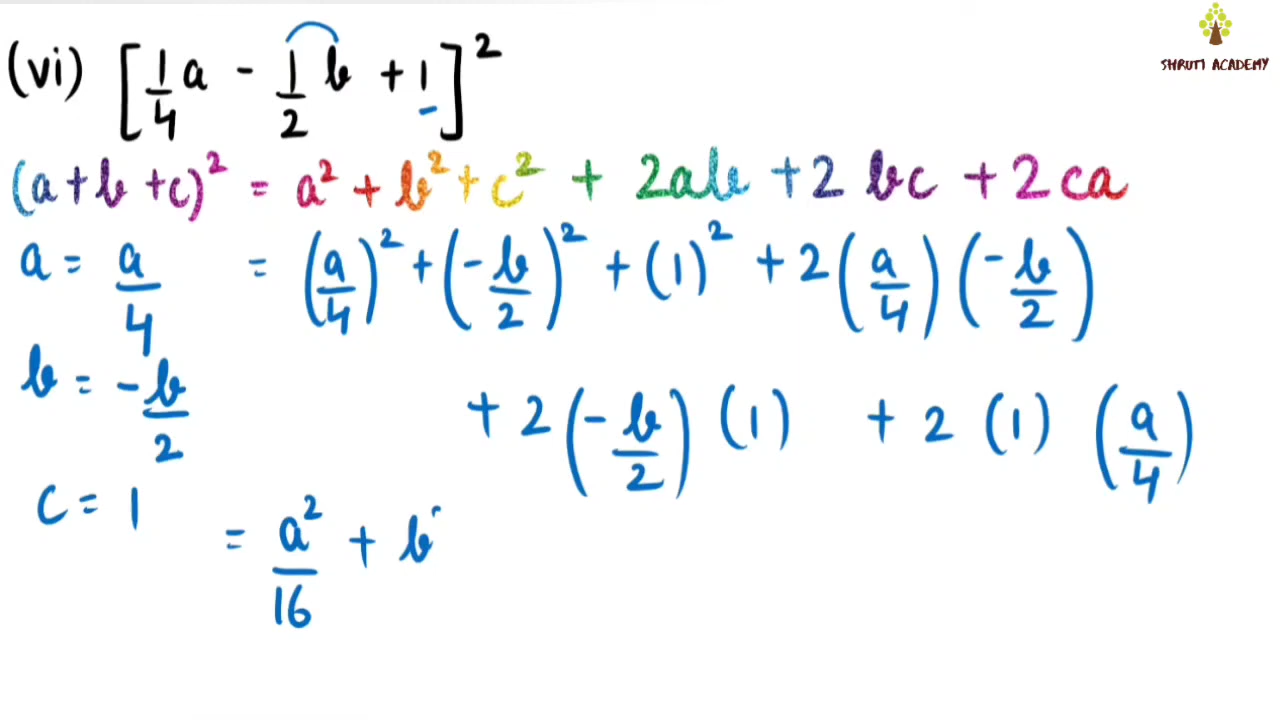 SHRUTI ACADEMY
(vi) [1/4 a - 1/2 b + 1]²
(a+b+c)² = a² + b² + c² + 2ab + 2bc + 2ca
a = a/4 = (a/4)² + (-b/2)² + (1)² + 2(a/4)(-b/2)
b = -b/2 + 2(-b/2)(1) + 2(1)(a/4)
c = 1
= a²/16 + b